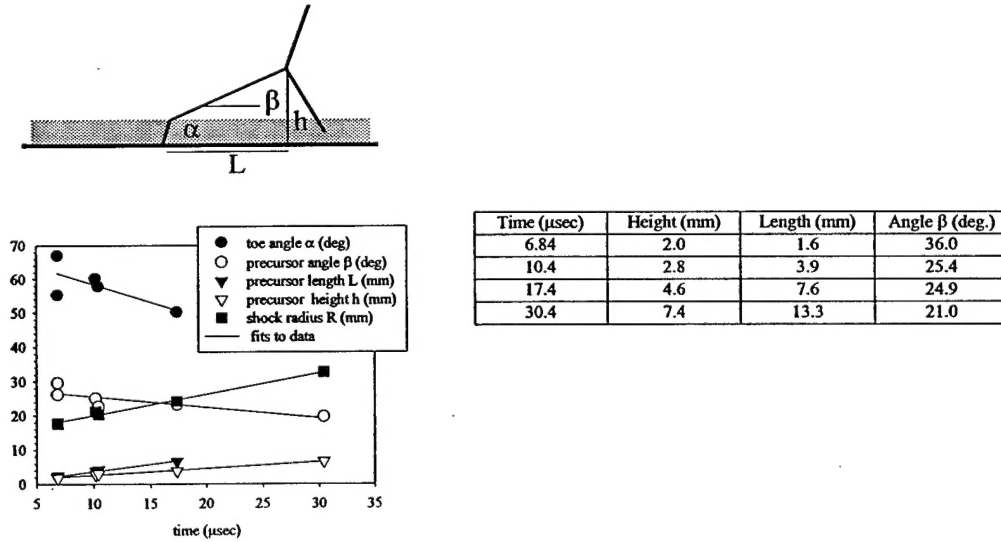 β
α
h
L
70
60
50
40
30
20
10
0
5 10 15 20 25 30 35
time (μsec)
toe angle α (deg)
precursor angle β (deg)
precursor length L (mm)
precursor height h (mm)
shock radius R (mm)
fits to data
Time (μsec) Height (mm) Length (mm) Angle β (deg.)
6.84 2.0 1.6 36.0
10.4 2.8 3.9 25.4
17.4 4.6 7.6 24.9
30.4 7.4 13.3 21.0